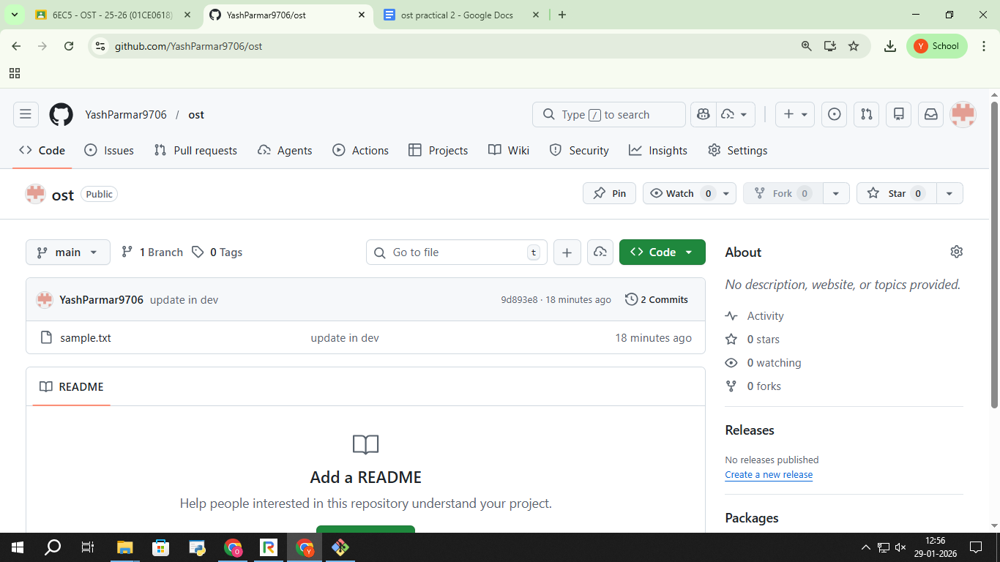 6EC5 - OST - 25-26 (01CE0618)
YashParmar9706/ost
ost practical 2 - Google Docs
github.com/YashParmar9706/ost
Y School
YashParmar9706 / ost
Type / to search
Code Issues Pull requests Agents Actions Projects Wiki Security Insights Settings
ost Public
Pin Watch 0 Fork 0 Star 0
main 1 Branch 0 Tags
Go to file t
Code
About
No description, website, or topics provided.
YashParmar9706 update in dev 9d893e8 · 18 minutes ago 2 Commits
sample.txt update in dev 18 minutes ago
Activity
0 stars
0 watching
0 forks
README
Add a README
Help people interested in this repository understand your project.
Releases
No releases published
Create a new release
Packages
O
R
Y
12:56
29-01-2026